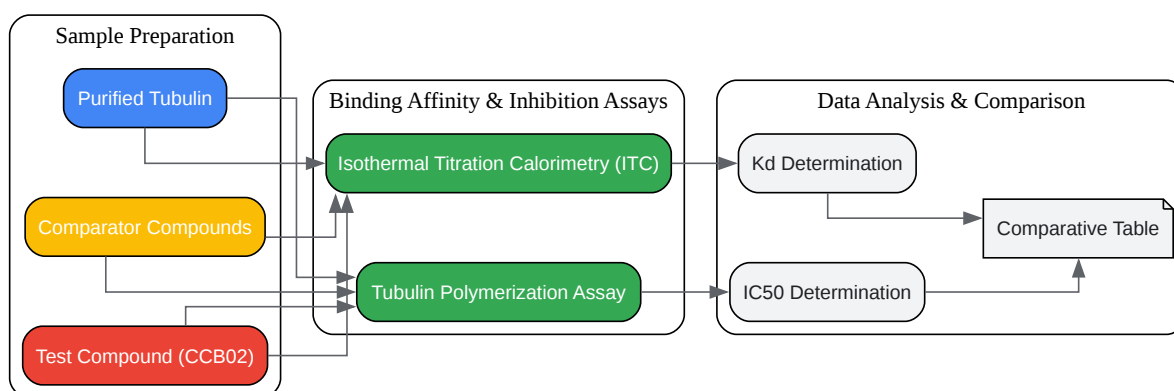 Sample Preparation
Purified Tubulin
Comparator Compounds
Test Compound (CCB02)
Binding Affinity & Inhibition Assays
Isothermal Titration Calorimetry (ITC)
Tubulin Polymerization Assay
Data Analysis & Comparison
Kd Determination
IC50 Determination
Comparative Table